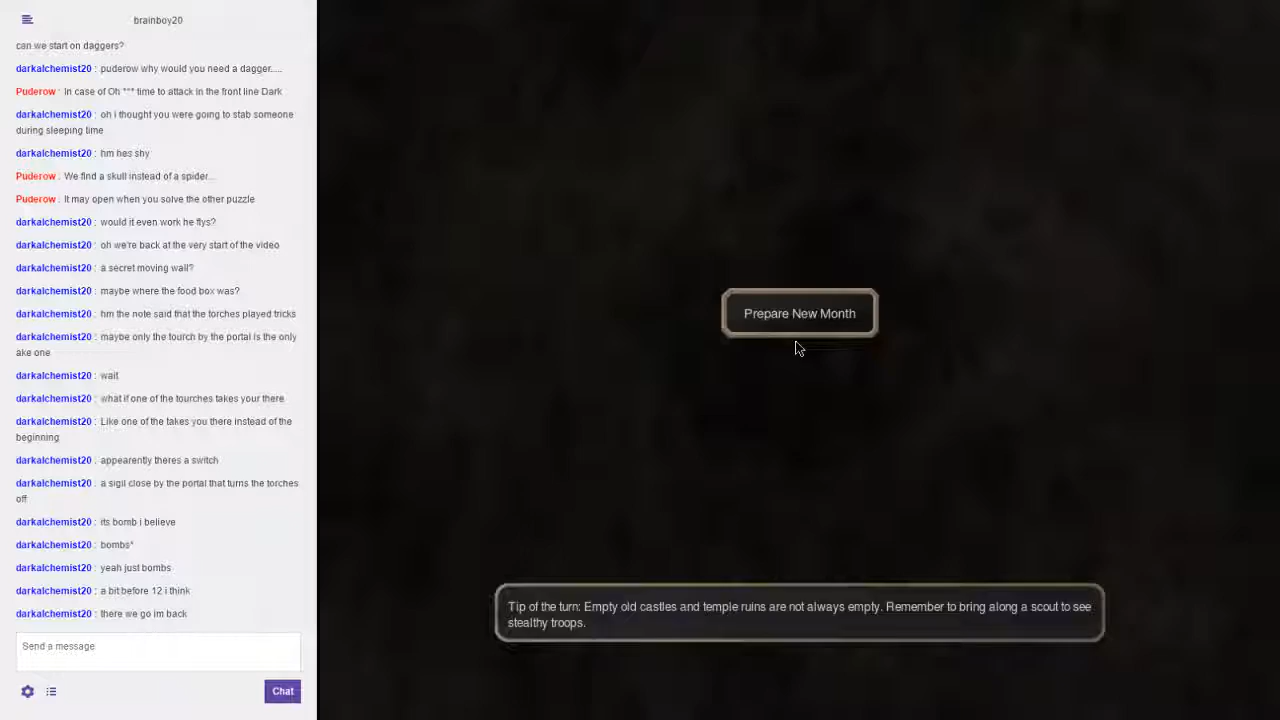 brainboy20
can we start on daggers?
darkalchemist20 : puderow why would you need a dagger.....
Puderow : In case of Oh *** time to attack in the front line Dark
darkalchemist20 : oh i thought you were going to stab someone
during sleeping time
darkalchemist20 : hm hes shy
Puderow : We find a skull instead of a spider...
Puderow : It may open when you solve the other puzzle
darkalchemist20 : would it even work he flys?
darkalchemist20 : oh we're back at the very start of the video
darkalchemist20 : a secret moving wall?
darkalchemist20 : maybe where the food box was?
darkalchemist20 : hm the note said that the torches played tricks
darkalchemist20 : maybe only the tourch by the portal is the only
ake one
darkalchemist20 : wait
darkalchemist20 : what if one of the tourches takes your there
darkalchemist20 : Like one of the takes you there instead of the
beginning
darkalchemist20 : appearently theres a switch
darkalchemist20 : a sigil close by the portal that turns the torches
off
darkalchemist20 : its bomb i believe
darkalchemist20 : bombs*
darkalchemist20 : yeah just bombs
darkalchemist20 : a bit before 12 i think
darkalchemist20 : there we go im back
Send a message
Chat
Prepare New Month
Tip of the turn: Empty old castles and temple ruins are not always empty. Remember to bring along a scout to see
stealthy troops.